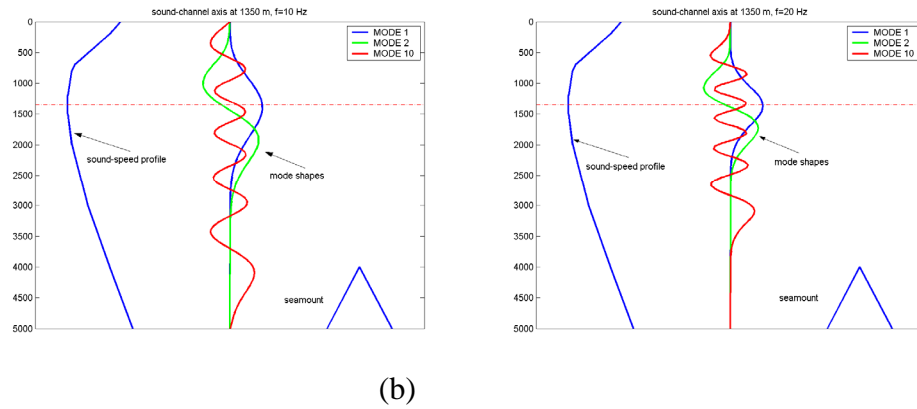 sound-channel axis at 1350 m, f=10 Hz
0
500
1000
1500
2000
2500
3000
3500
4000
4500
5000
MODE 1
MODE 2
MODE 10
sound-speed profile
mode shapes
seamount
sound-channel axis at 1350 m, f=20 Hz
0
500
1000
1500
2000
2500
3000
3500
4000
4500
5000
MODE 1
MODE 2
MODE 10
sound-speed profile
mode shapes
seamount
(b)